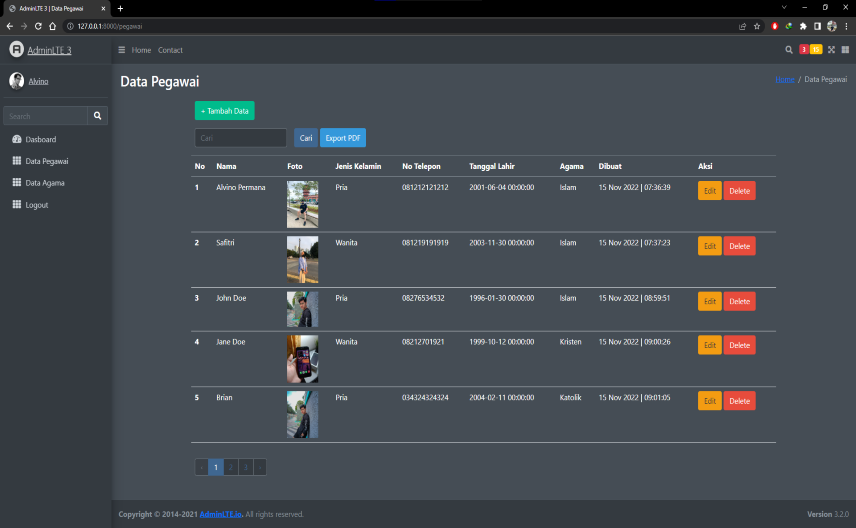 AdminLTE 3 | Data Pegawai
127.0.0.1:8000/pegawai
AdminLTE 3
Home Contact
3 15
Alvino
Data Pegawai
Home / Data Pegawai
Search
+ Tambah Data
Dasboard
Data Pegawai
Data Agama
Logout
Cari Cari Export PDF
No Nama Foto Jenis Kelamin No Telepon Tanggal Lahir Agama Dibuat Aksi
1 Alvino Permana Pria 081212121212 2001-06-04 00:00:00 Islam 15 Nov 2022 | 07:36:39 Edit Delete
2 Safitri Wanita 081219191919 2003-11-30 00:00:00 Islam 15 Nov 2022 | 07:37:23 Edit Delete
3 John Doe Pria 08276534532 1996-01-30 00:00:00 Islam 15 Nov 2022 | 08:59:51 Edit Delete
4 Jane Doe Wanita 08212701921 1999-10-12 00:00:00 Kristen 15 Nov 2022 | 09:00:26 Edit Delete
5 Brian Pria 034324324324 2004-02-11 00:00:00 Katolik 15 Nov 2022 | 09:01:05 Edit Delete
‹ 1 2 3 ›
Copyright © 2014-2021 AdminLTE.io. All rights reserved.
Version 3.2.0